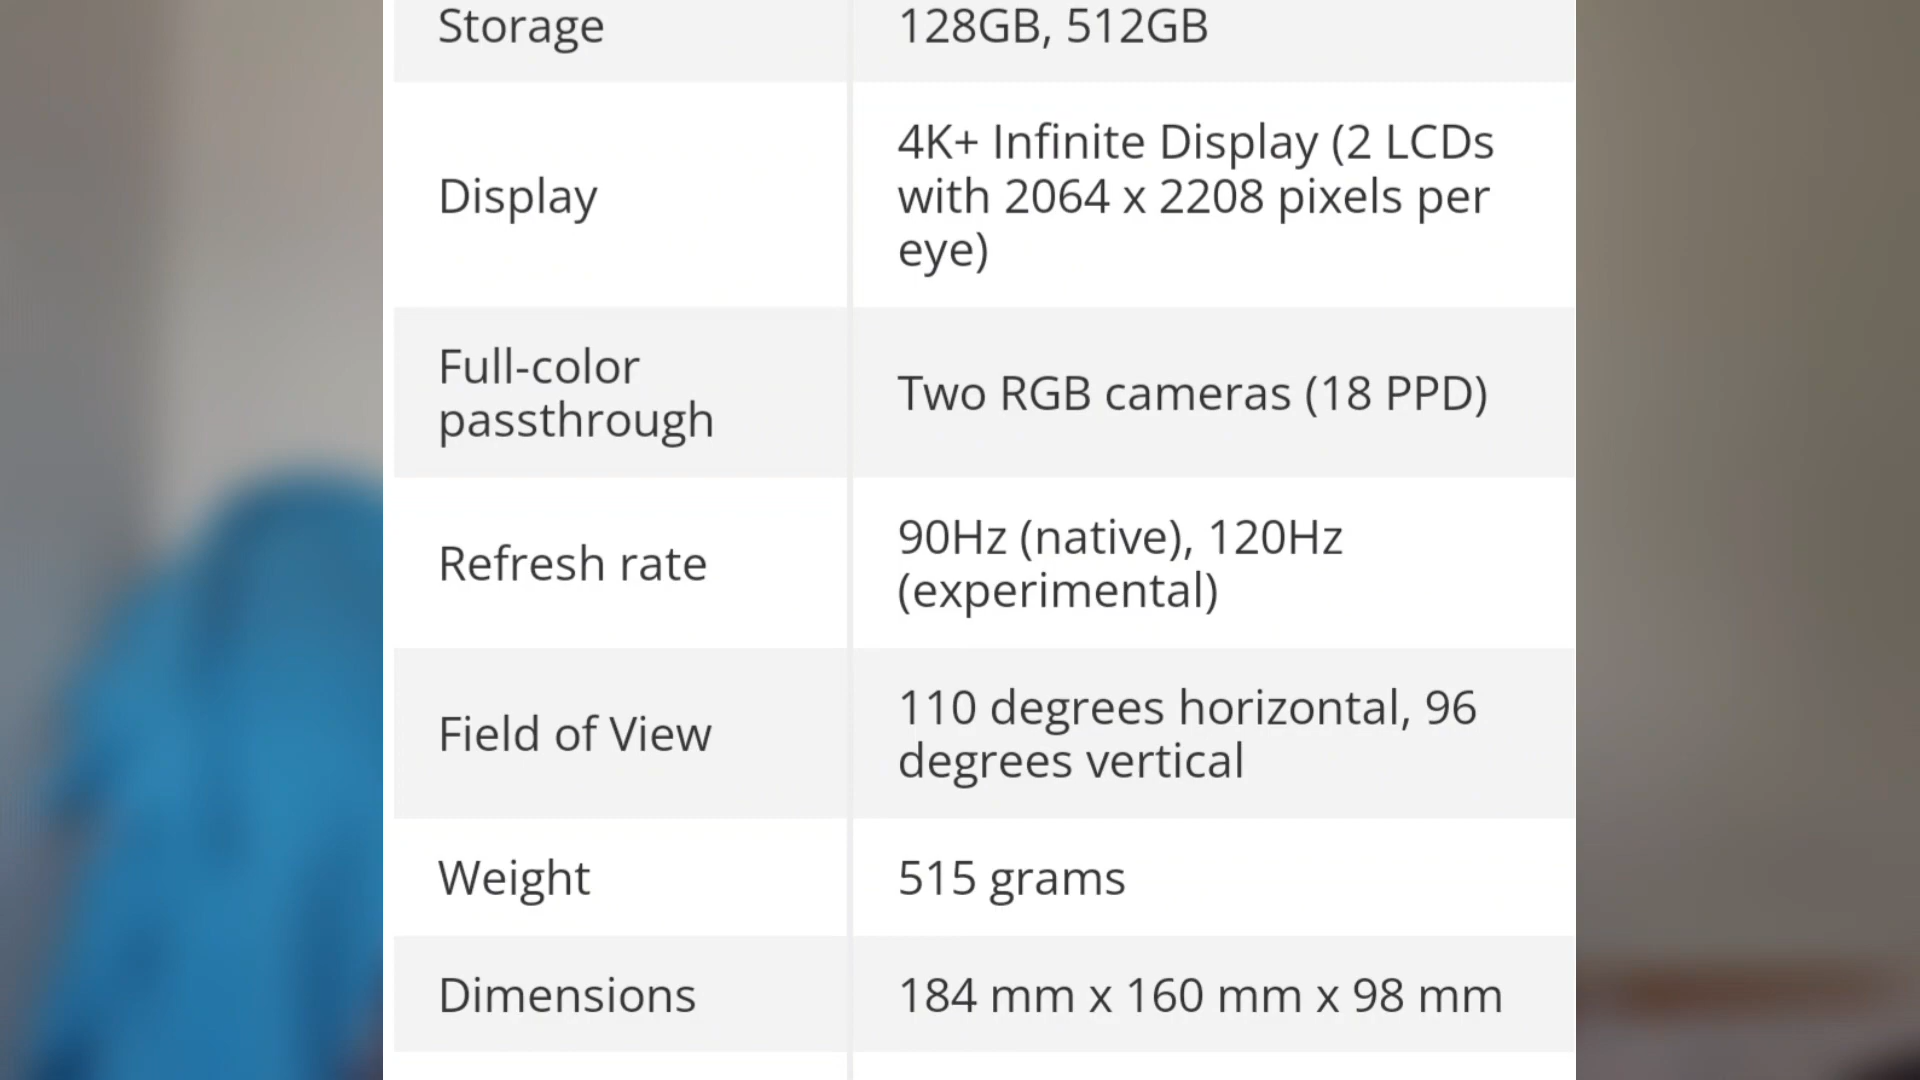 Storage
128GB, 512GB
Display
4K+ Infinite Display (2 LCDs
with 2064 x 2208 pixels per
eye)
Full-color
passthrough
Two RGB cameras (18 PPD)
Refresh rate
90Hz (native), 120Hz
(experimental)
Field of View
110 degrees horizontal, 96
degrees vertical
Weight
515 grams
Dimensions
184 mm x 160 mm x 98 mm